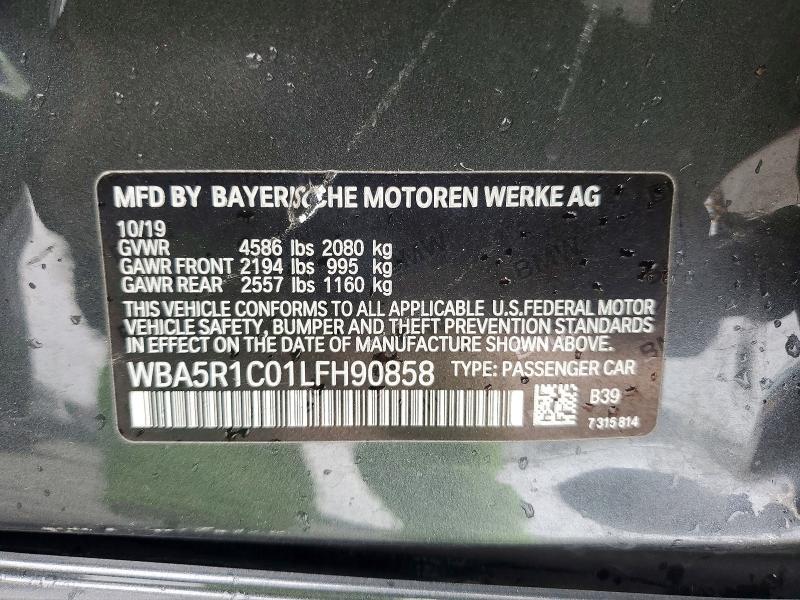 MFD BY BAYERISCHE MOTOREN WERKE AG
10/19
GVWR 4586 lbs 2080 kg
GAWR FRONT 2194 lbs 995 kg
GAWR REAR 2557 lbs 1160 kg
THIS VEHICLE CONFORMS TO ALL APPLICABLE U.S.FEDERAL MOTOR
VEHICLE SAFETY, BUMPER AND THEFT PREVENTION STANDARDS
IN EFFECT ON THE DATE OF MANUFACTURE SHOWN ABOVE.
WBA5R1C01LFH90858 TYPE: PASSENGER CAR
B39
7 315 814